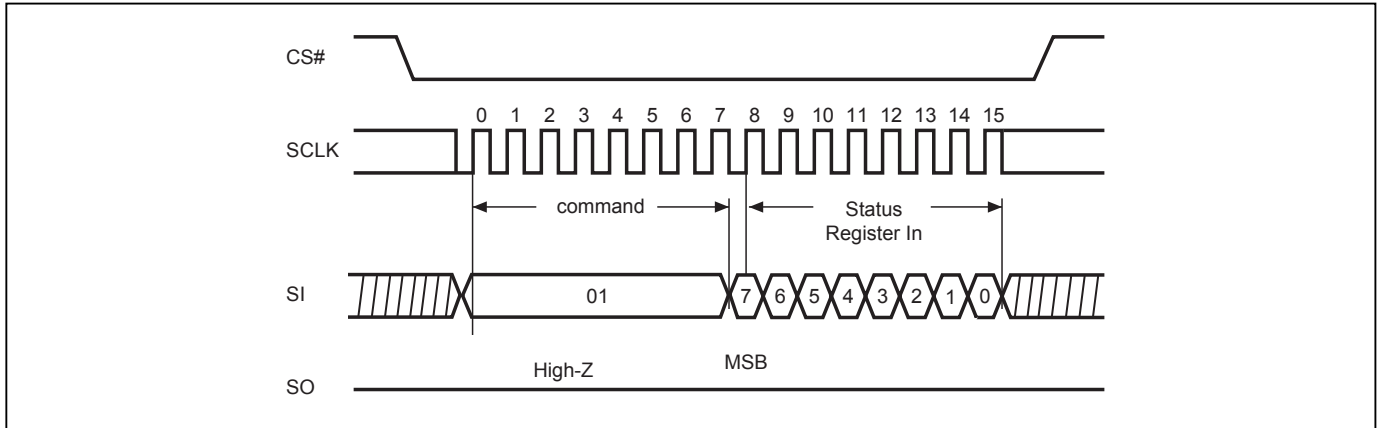 CS#
0 1 2 3 4 5 6 7 8 9 10 11 12 13 14 15
SCLK
command
Status
Register In
SI
01
7 6 5 4 3 2 1 0
MSB
High-Z
SO